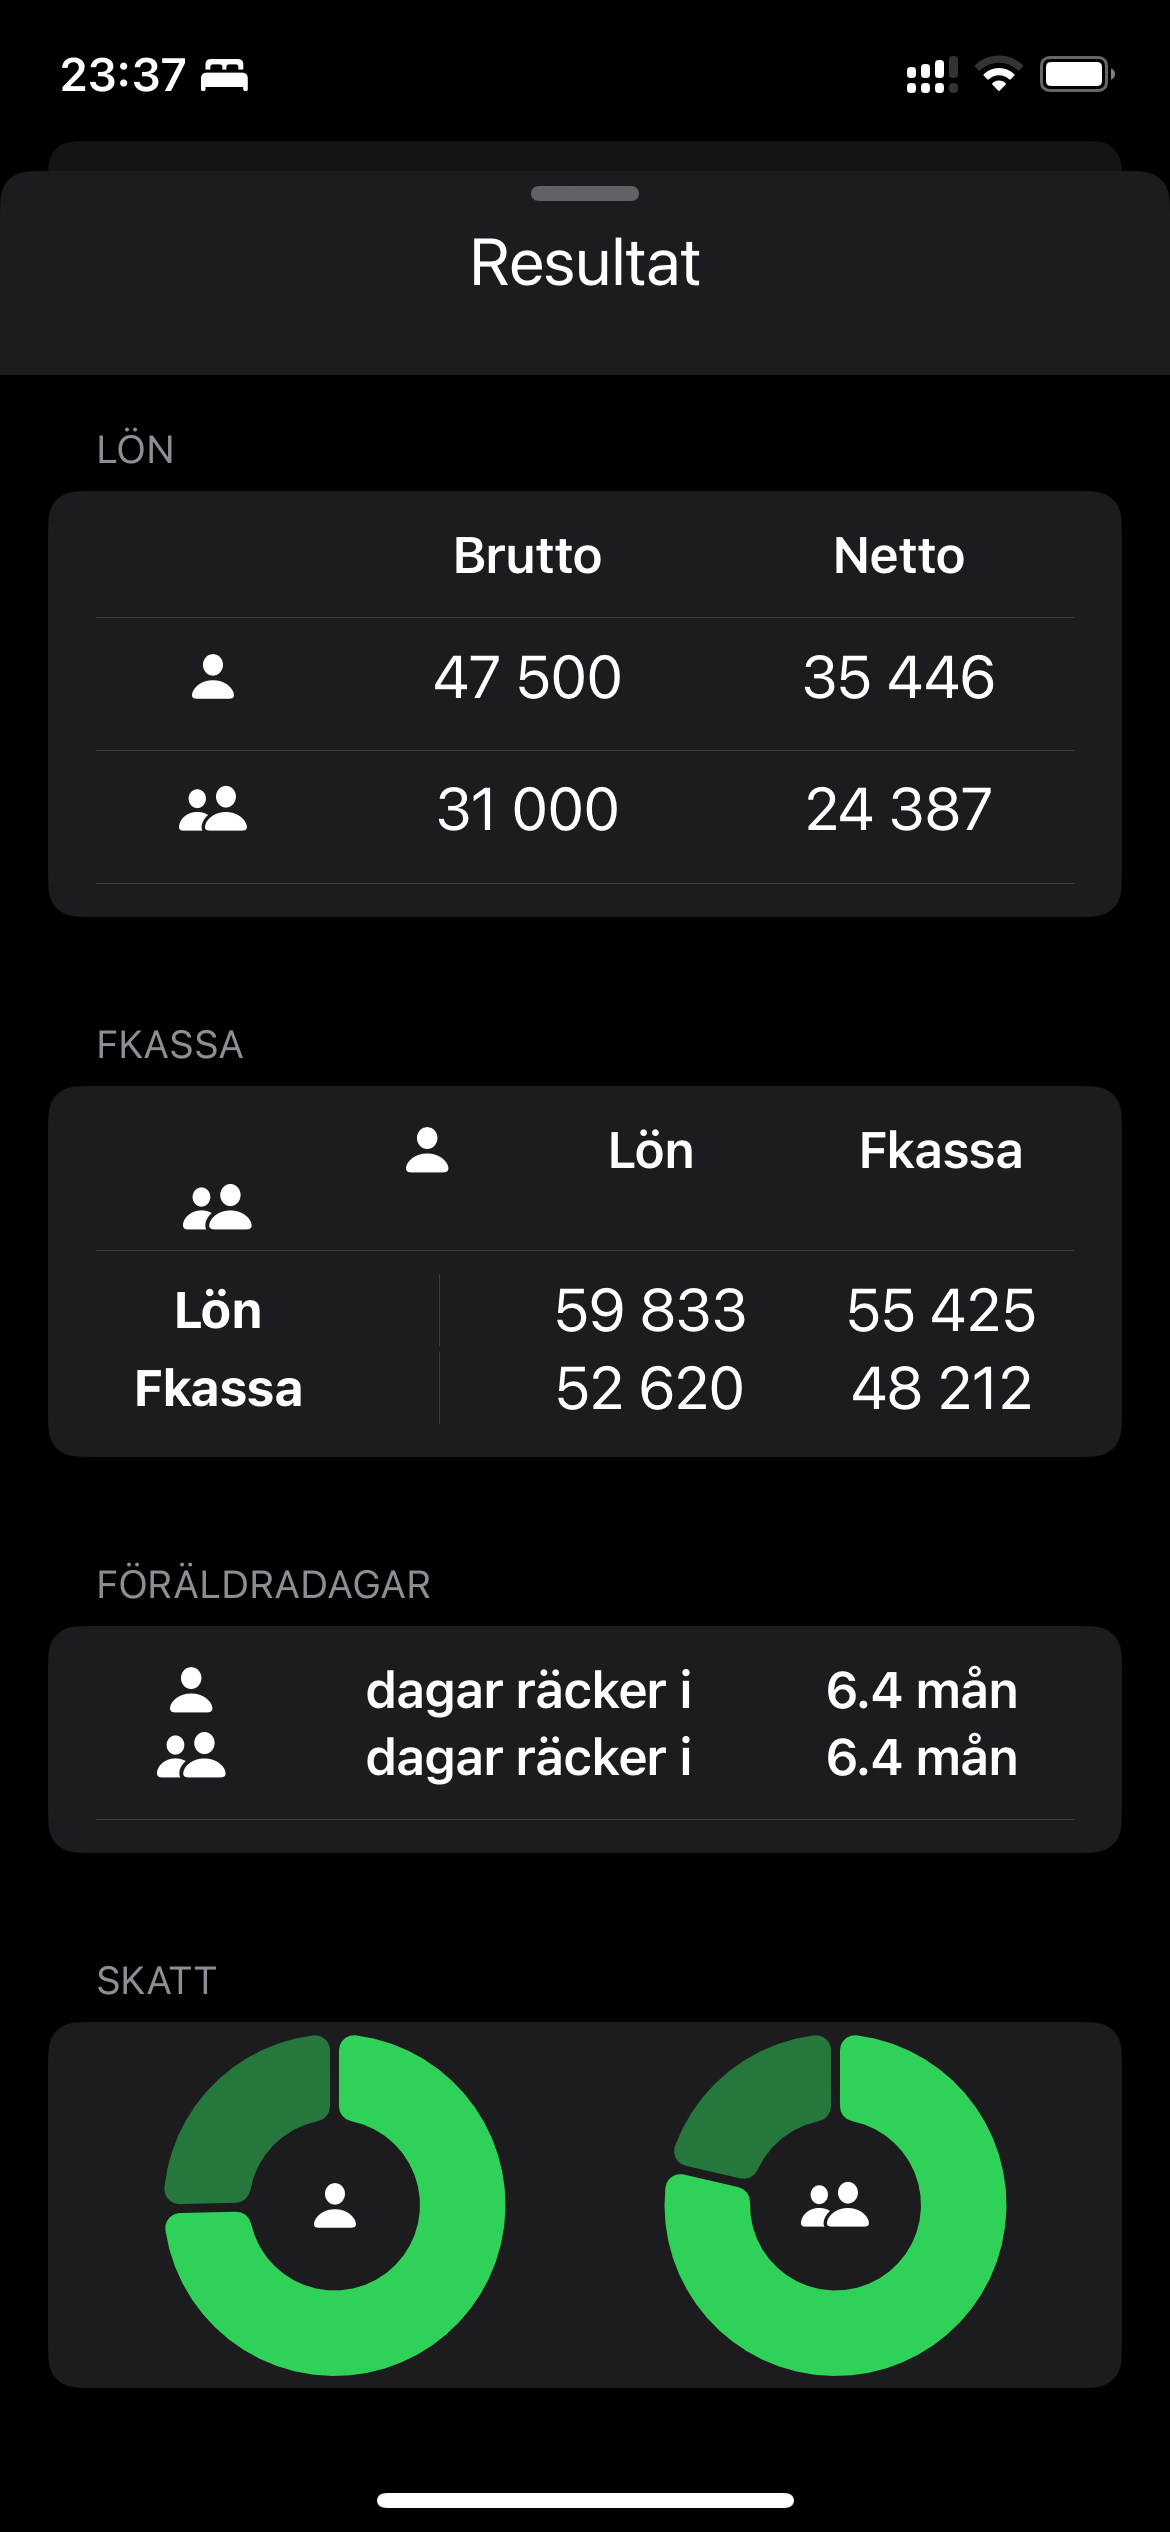 23:37
Resultat
LÖN
Brutto Netto
47 500 35 446
31 000 24 387
FKASSA
Lön Fkassa
Lön 59 833 55 425
Fkassa 52 620 48 212
FÖRÄLDRADAGAR
dagar räcker i 6.4 mån
dagar räcker i 6.4 mån
SKATT